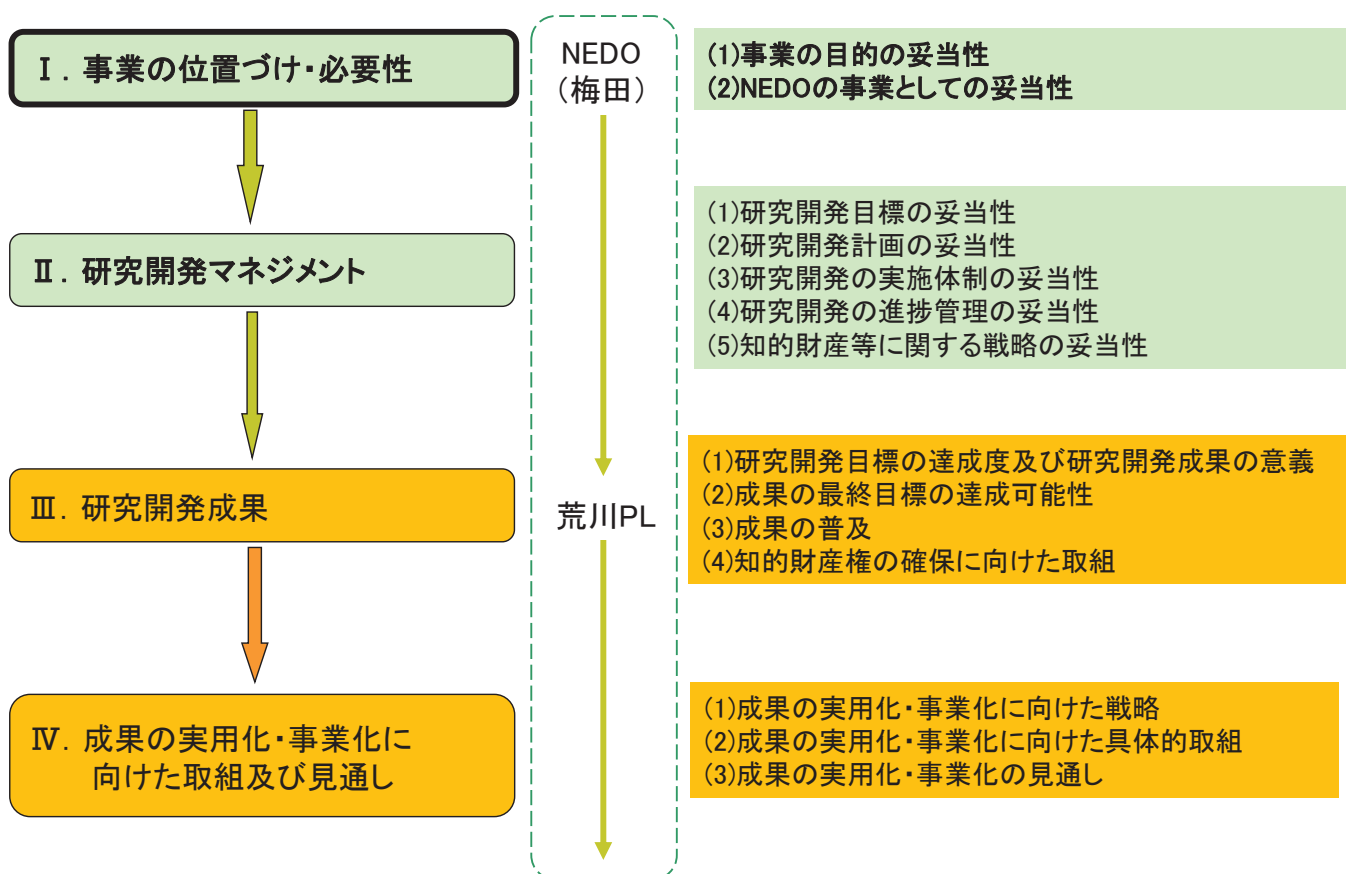 Ⅰ. 事業の位置づけ・必要性
NEDO
(梅田)
(1)事業の目的の妥当性
(2)NEDOの事業としての妥当性
Ⅱ. 研究開発マネジメント
(1)研究開発目標の妥当性
(2)研究開発計画の妥当性
(3)研究開発の実施体制の妥当性
(4)研究開発の進捗管理の妥当性
(5)知的財産等に関する戦略の妥当性
Ⅲ. 研究開発成果
荒川PL
(1)研究開発目標の達成度及び研究開発成果の意義
(2)成果の最終目標の達成可能性
(3)成果の普及
(4)知的財産権の確保に向けた取組
Ⅳ. 成果の実用化・事業化に
向けた取組及び見通し
(1)成果の実用化・事業化に向けた戦略
(2)成果の実用化・事業化に向けた具体的取組
(3)成果の実用化・事業化の見通し